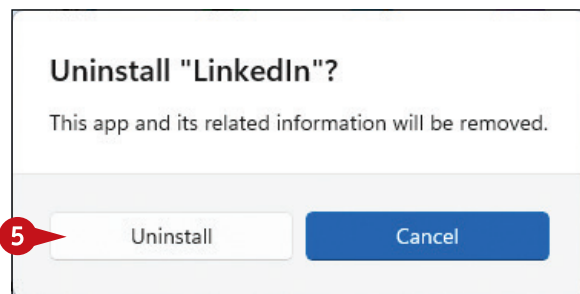 Uninstall "LinkedIn"?
This app and its related information will be removed.
5
Uninstall
Cancel